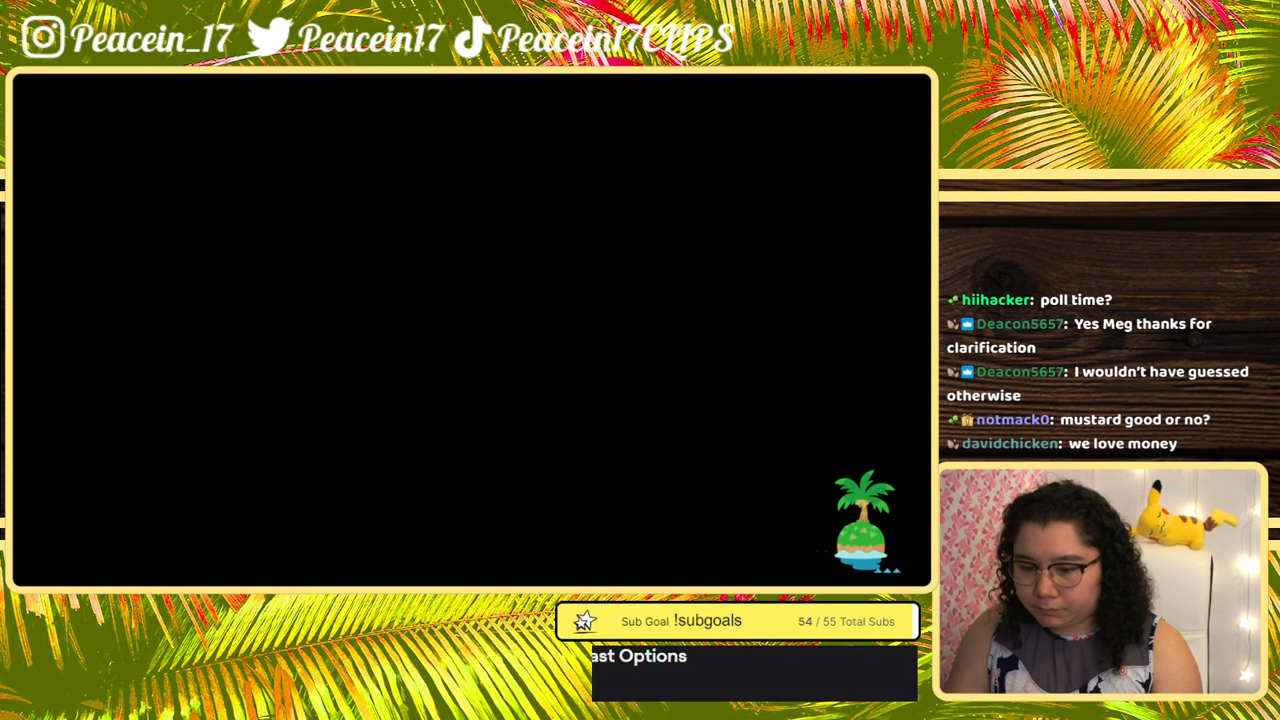 Peacein_17 Peacein17 Peacein17CHPS
hiihacker: poll time?
Deacon5657: Yes Meg thanks for
clarification
Deacon5657: I wouldn't have guessed
otherwise
notmack0: mustard good or no?
davidchicken: we love money
Sub Goal !subgoals 54 / 55 Total Subs
ast Options